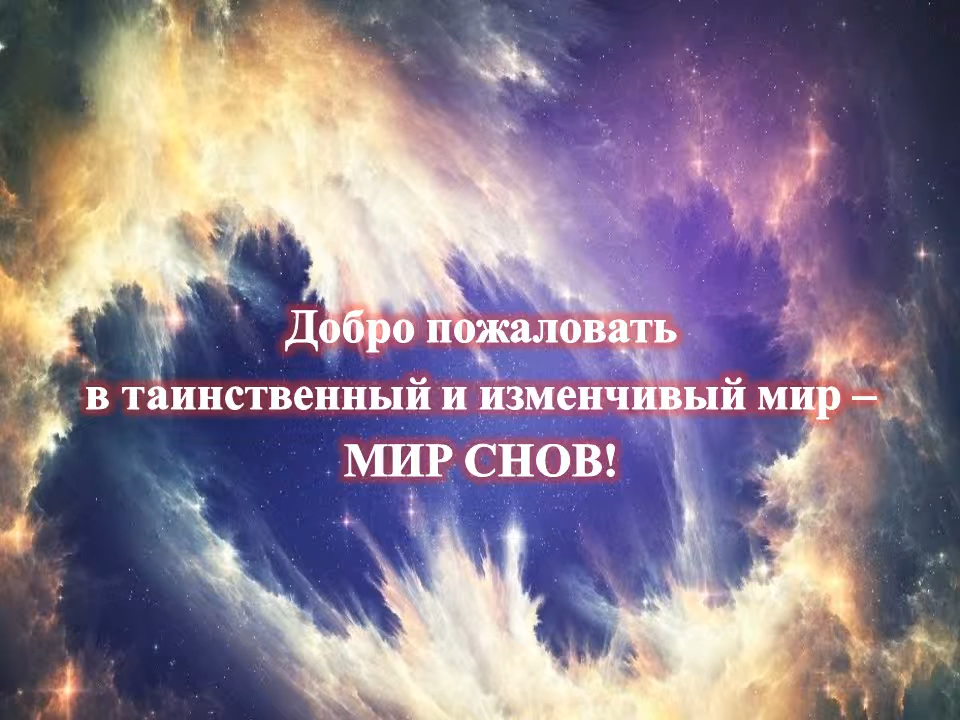 Добро пожаловать
в таинственный и изменчивый мир –
МИР СНОВ!